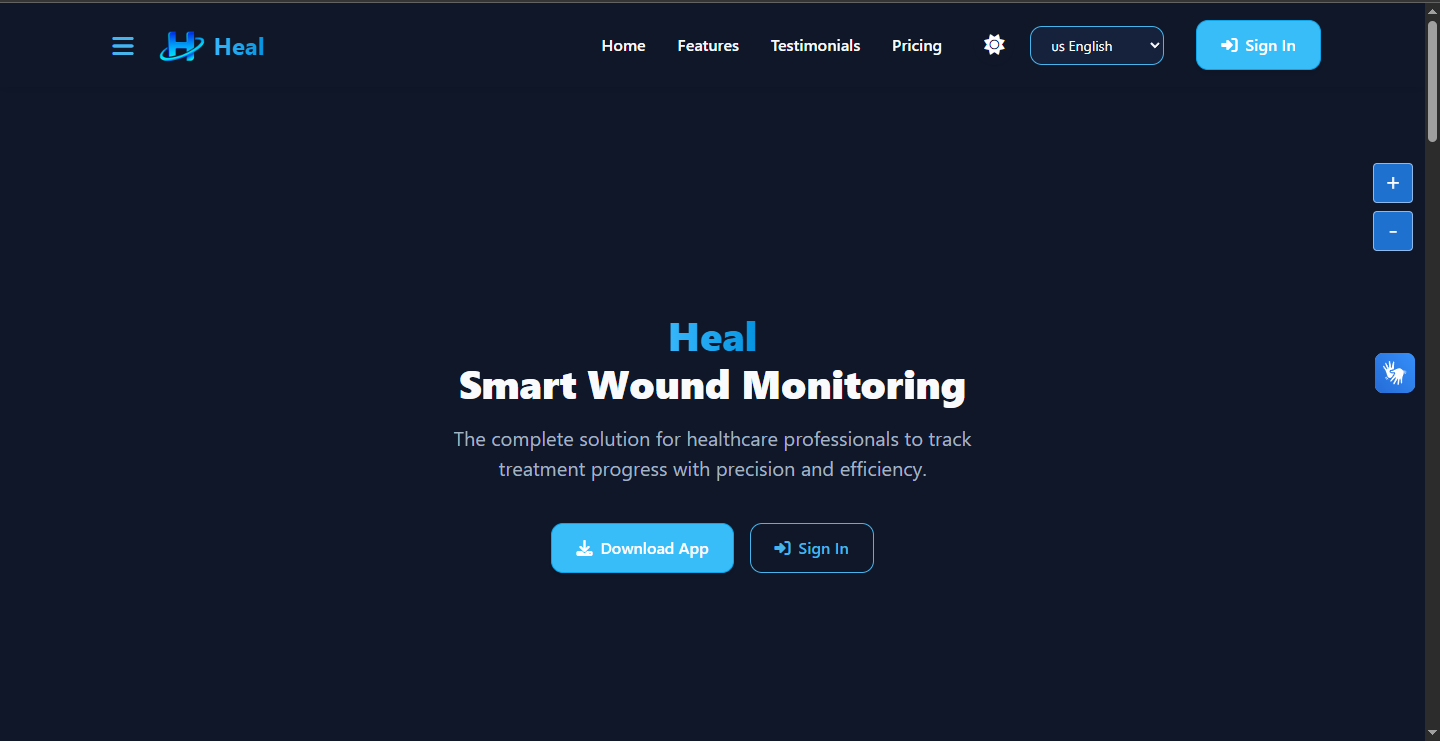 Heal
Home Features Testimonials Pricing us English Sign In
+
-
Heal
Smart Wound Monitoring
The complete solution for healthcare professionals to track
treatment progress with precision and efficiency.
Download App Sign In